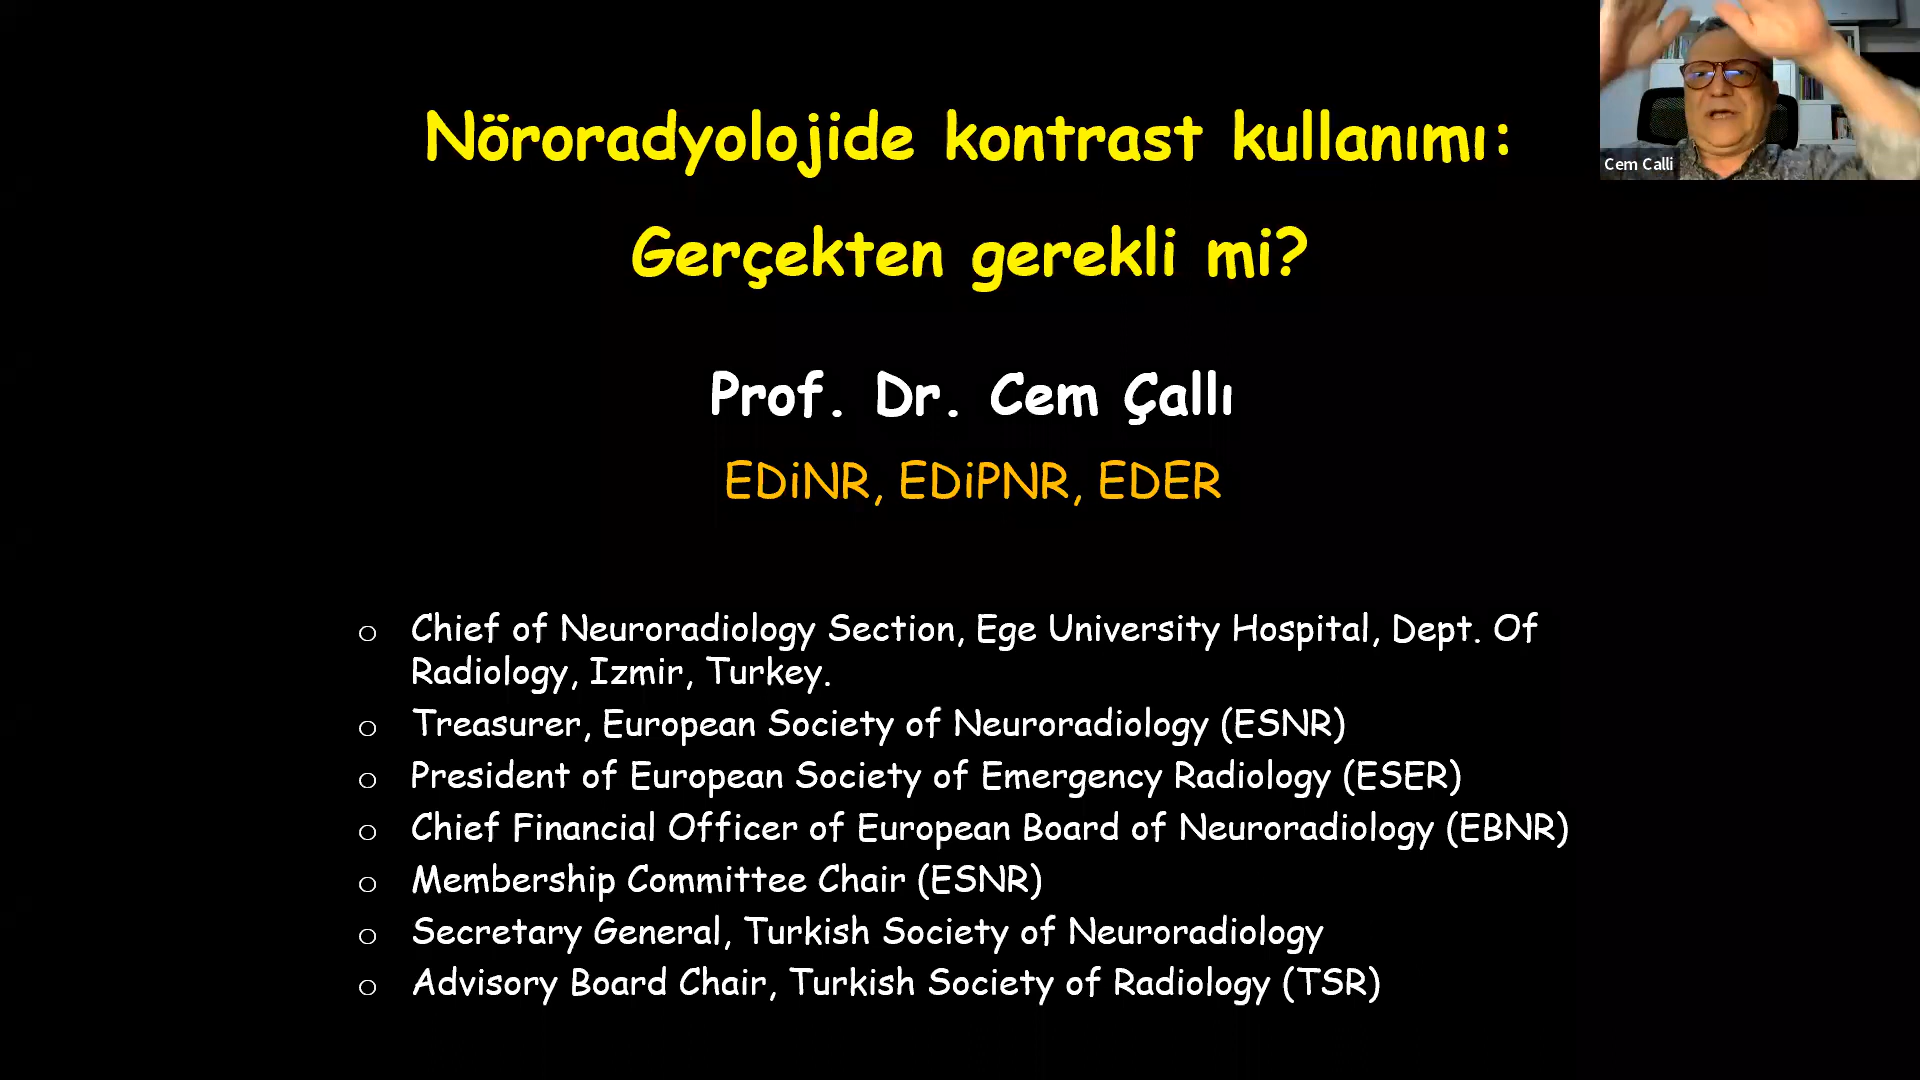 Nöroradyolojide kontrast kullanımı:
Gerçekten gerekli mi?
Prof. Dr. Cem Çallı
EDiNR, EDiPNR, EDER
o Chief of Neuroradiology Section, Ege University Hospital, Dept. Of
Radiology, Izmir, Turkey.
o Treasurer, European Society of Neuroradiology (ESNR)
o President of European Society of Emergency Radiology (ESER)
o Chief Financial Officer of European Board of Neuroradiology (EBNR)
o Membership Committee Chair (ESNR)
o Secretary General, Turkish Society of Neuroradiology
o Advisory Board Chair, Turkish Society of Radiology (TSR)
Cem Calli